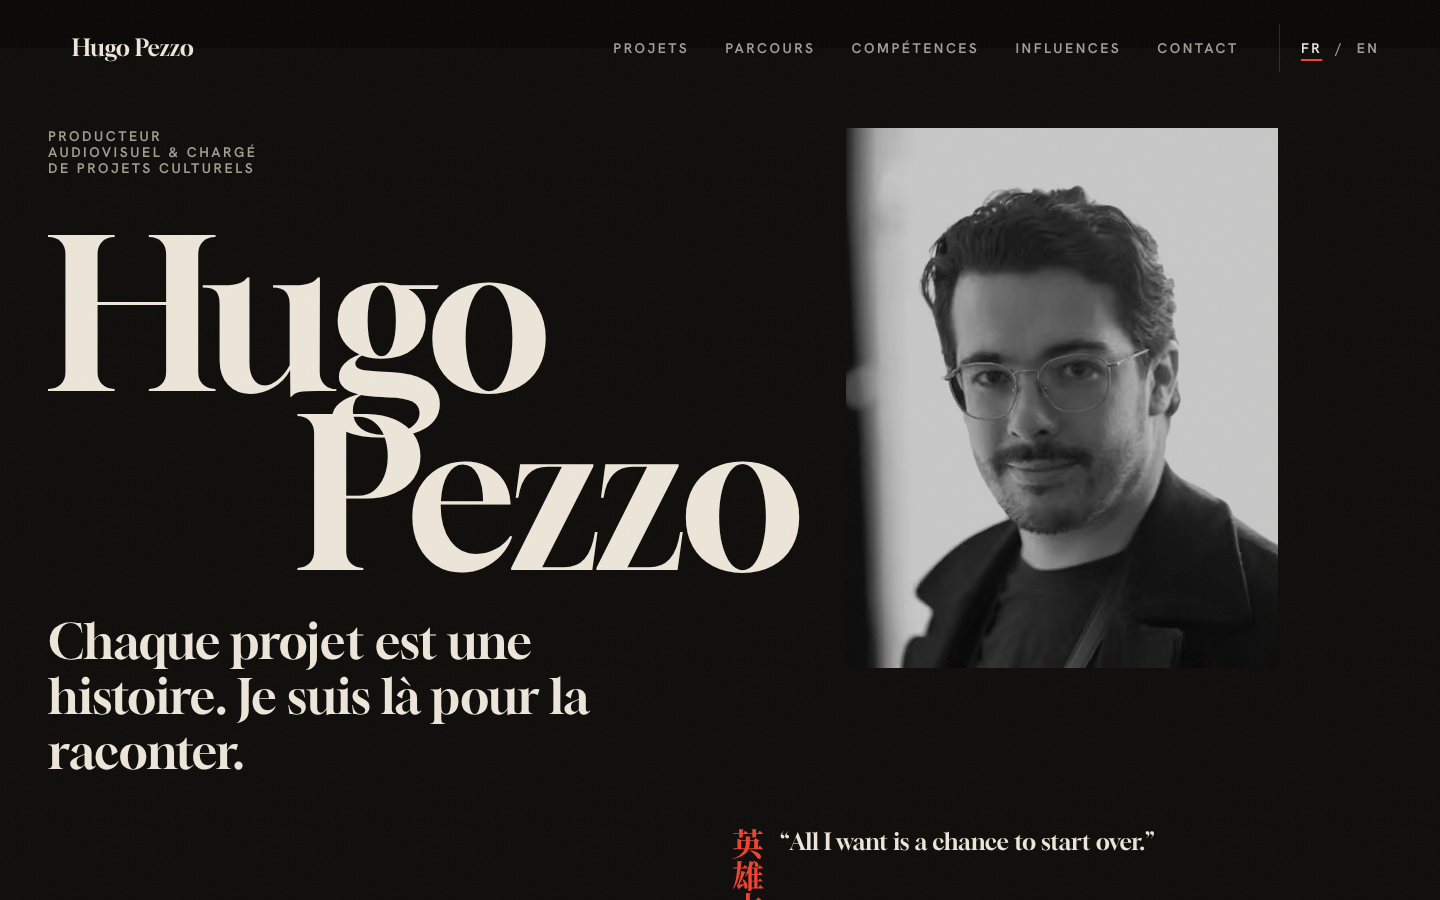 Hugo Pezzo
PROJETS
PARCOURS
COMPÉTENCES
INFLUENCES
CONTACT
FR / EN
PRODUCTEUR
AUDIOVISUEL & CHARGÉ
DE PROJETS CULTURELS
Hugo
Pezzo
Chaque projet est une
histoire. Je suis là pour la
raconter.
英雄
“All I want is a chance to start over.”